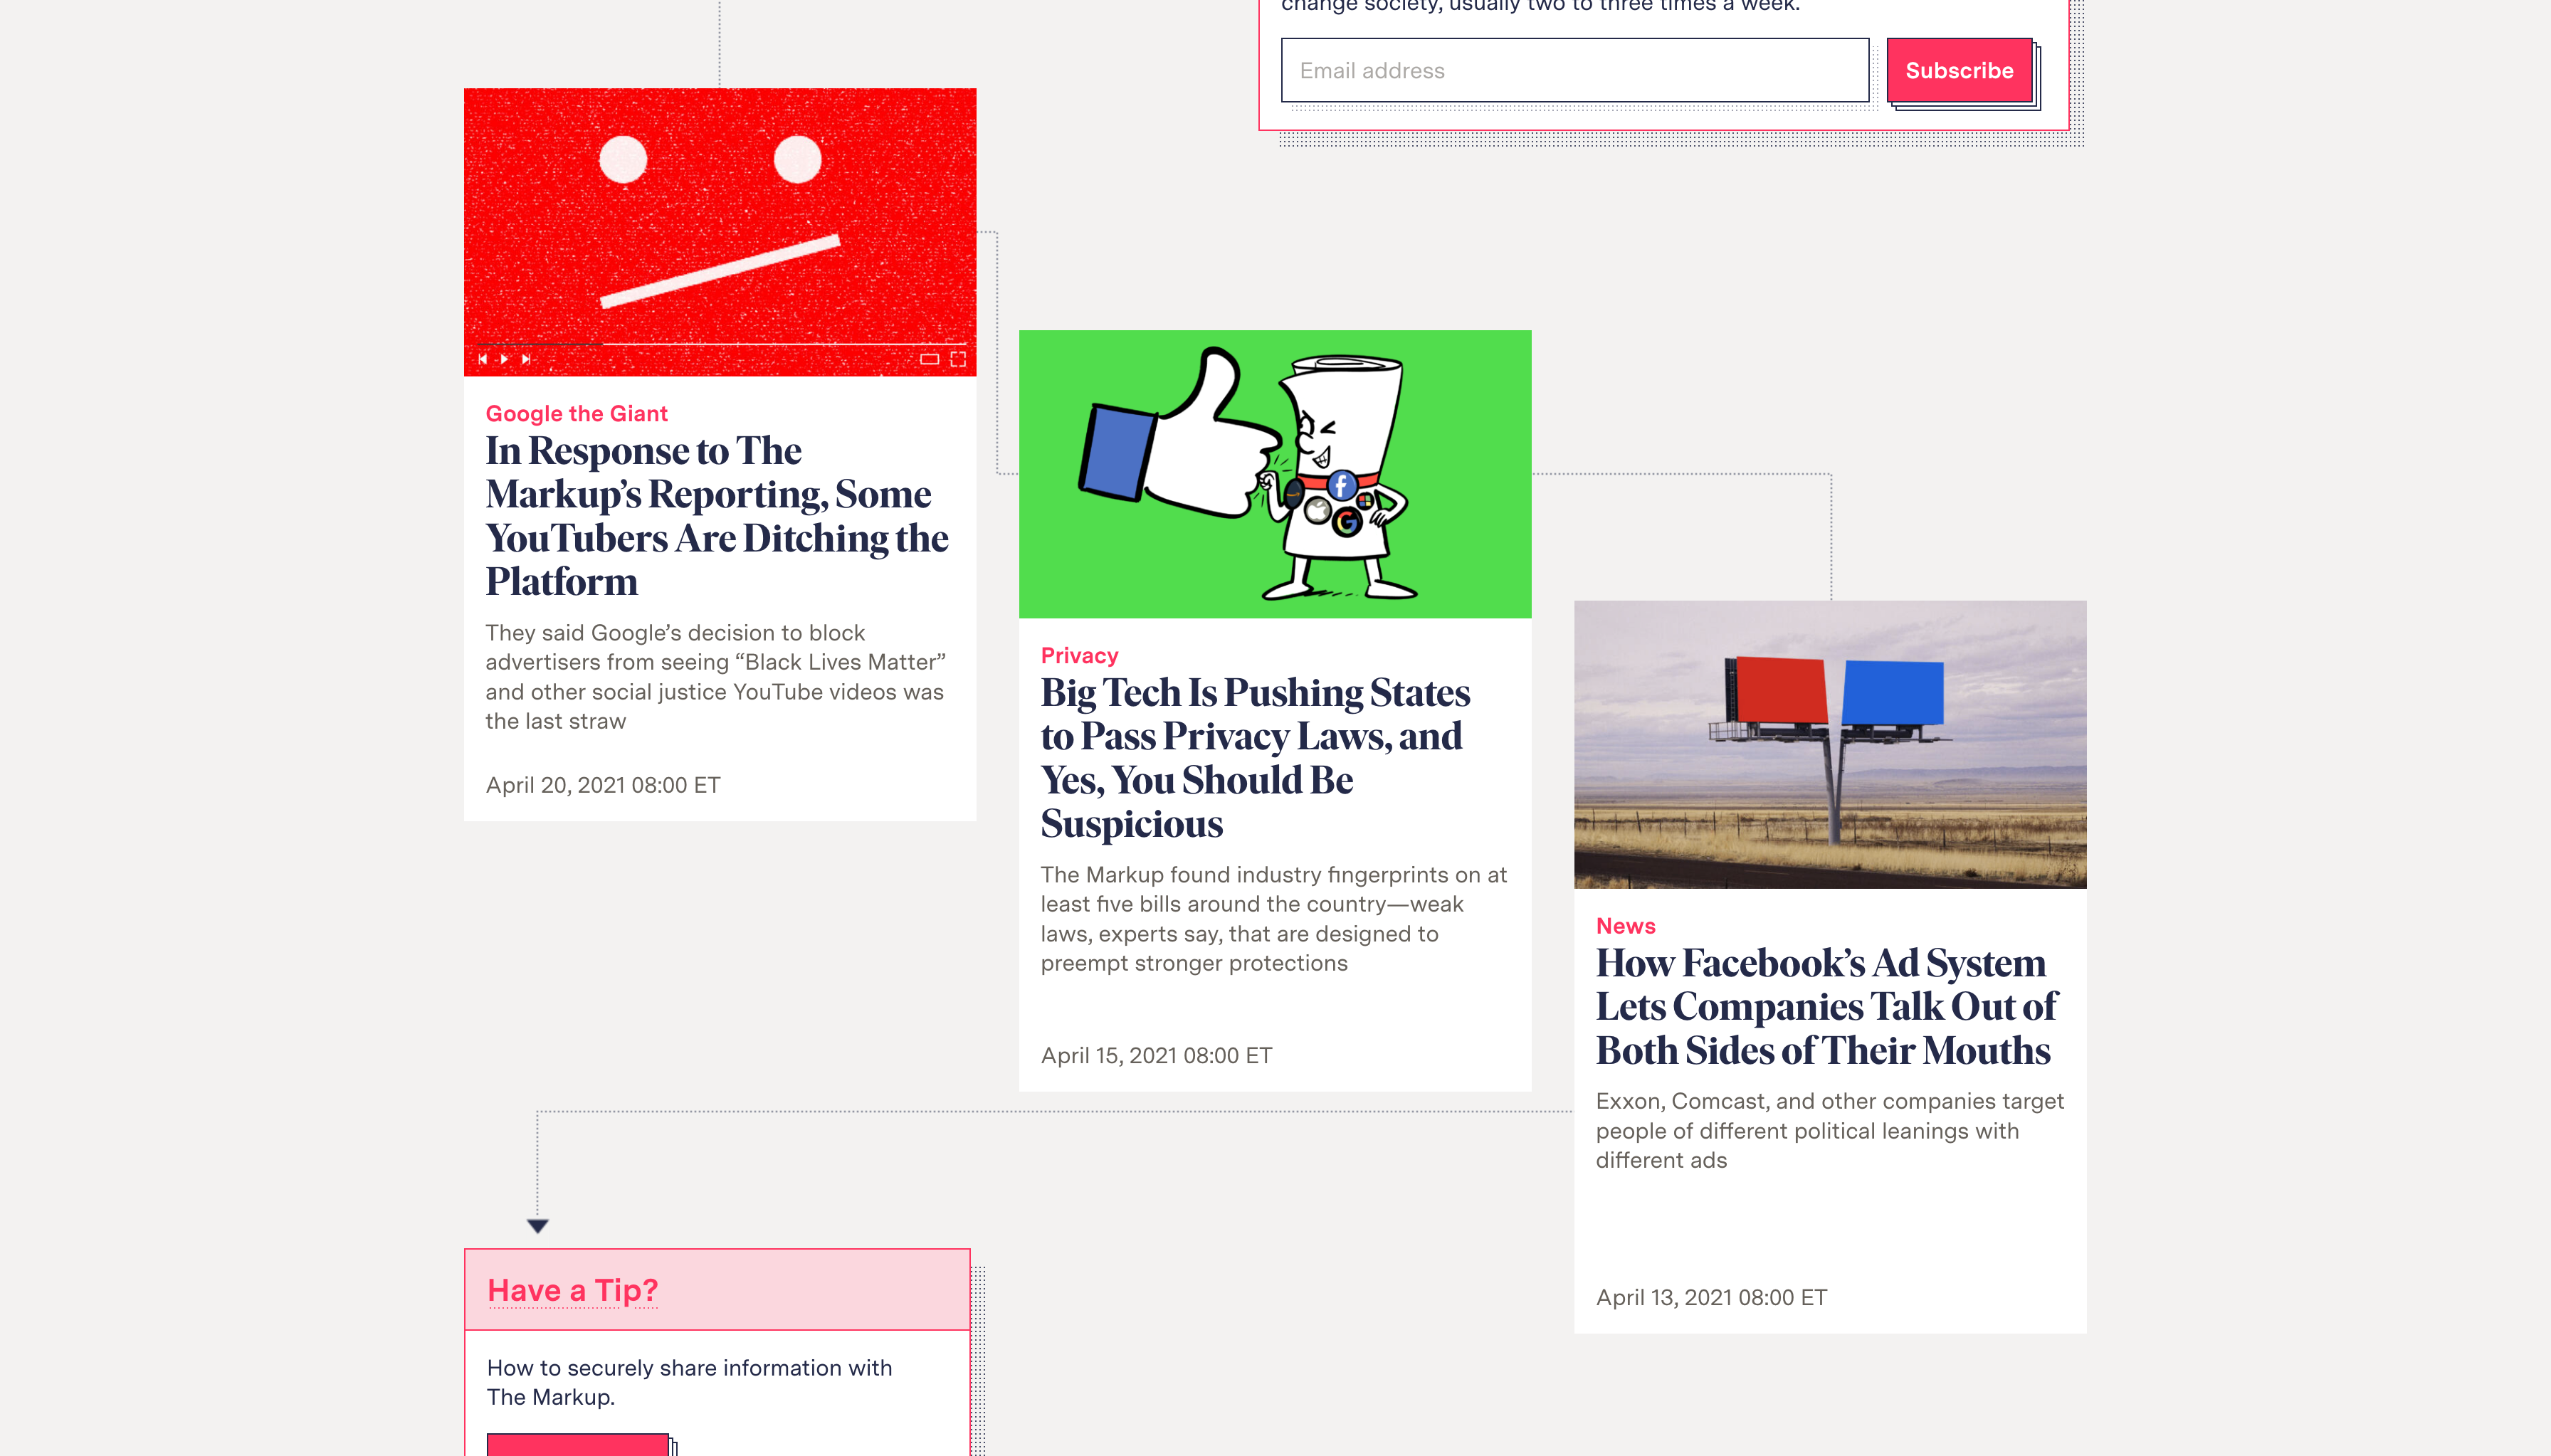 change society, usually two to three times a week.
Email address
Subscribe
Google the Giant
In Response to The
Markup’s Reporting, Some
YouTubers Are Ditching the
Platform
They said Google’s decision to block
advertisers from seeing “Black Lives Matter”
and other social justice YouTube videos was
the last straw
April 20, 2021 08:00 ET
Privacy
Big Tech Is Pushing States
to Pass Privacy Laws, and
Yes, You Should Be
Suspicious
The Markup found industry fingerprints on at
least five bills around the country—weak
laws, experts say, that are designed to
preempt stronger protections
April 15, 2021 08:00 ET
News
How Facebook’s Ad System
Lets Companies Talk Out of
Both Sides of Their Mouths
Exxon, Comcast, and other companies target
people of different political leanings with
different ads
April 13, 2021 08:00 ET
Have a Tip?
How to securely share information with
The Markup.